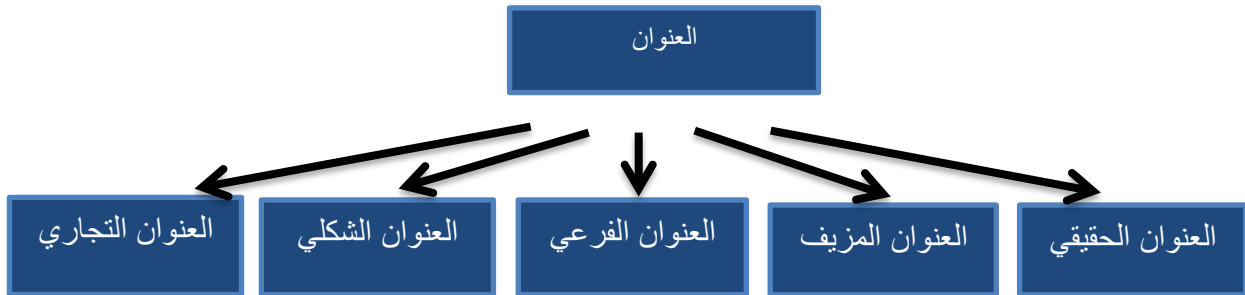 العنوان
العنوان الحقيقي
العنوان المزيف
العنوان الفرعي
العنوان الشكلي
العنوان التجاري